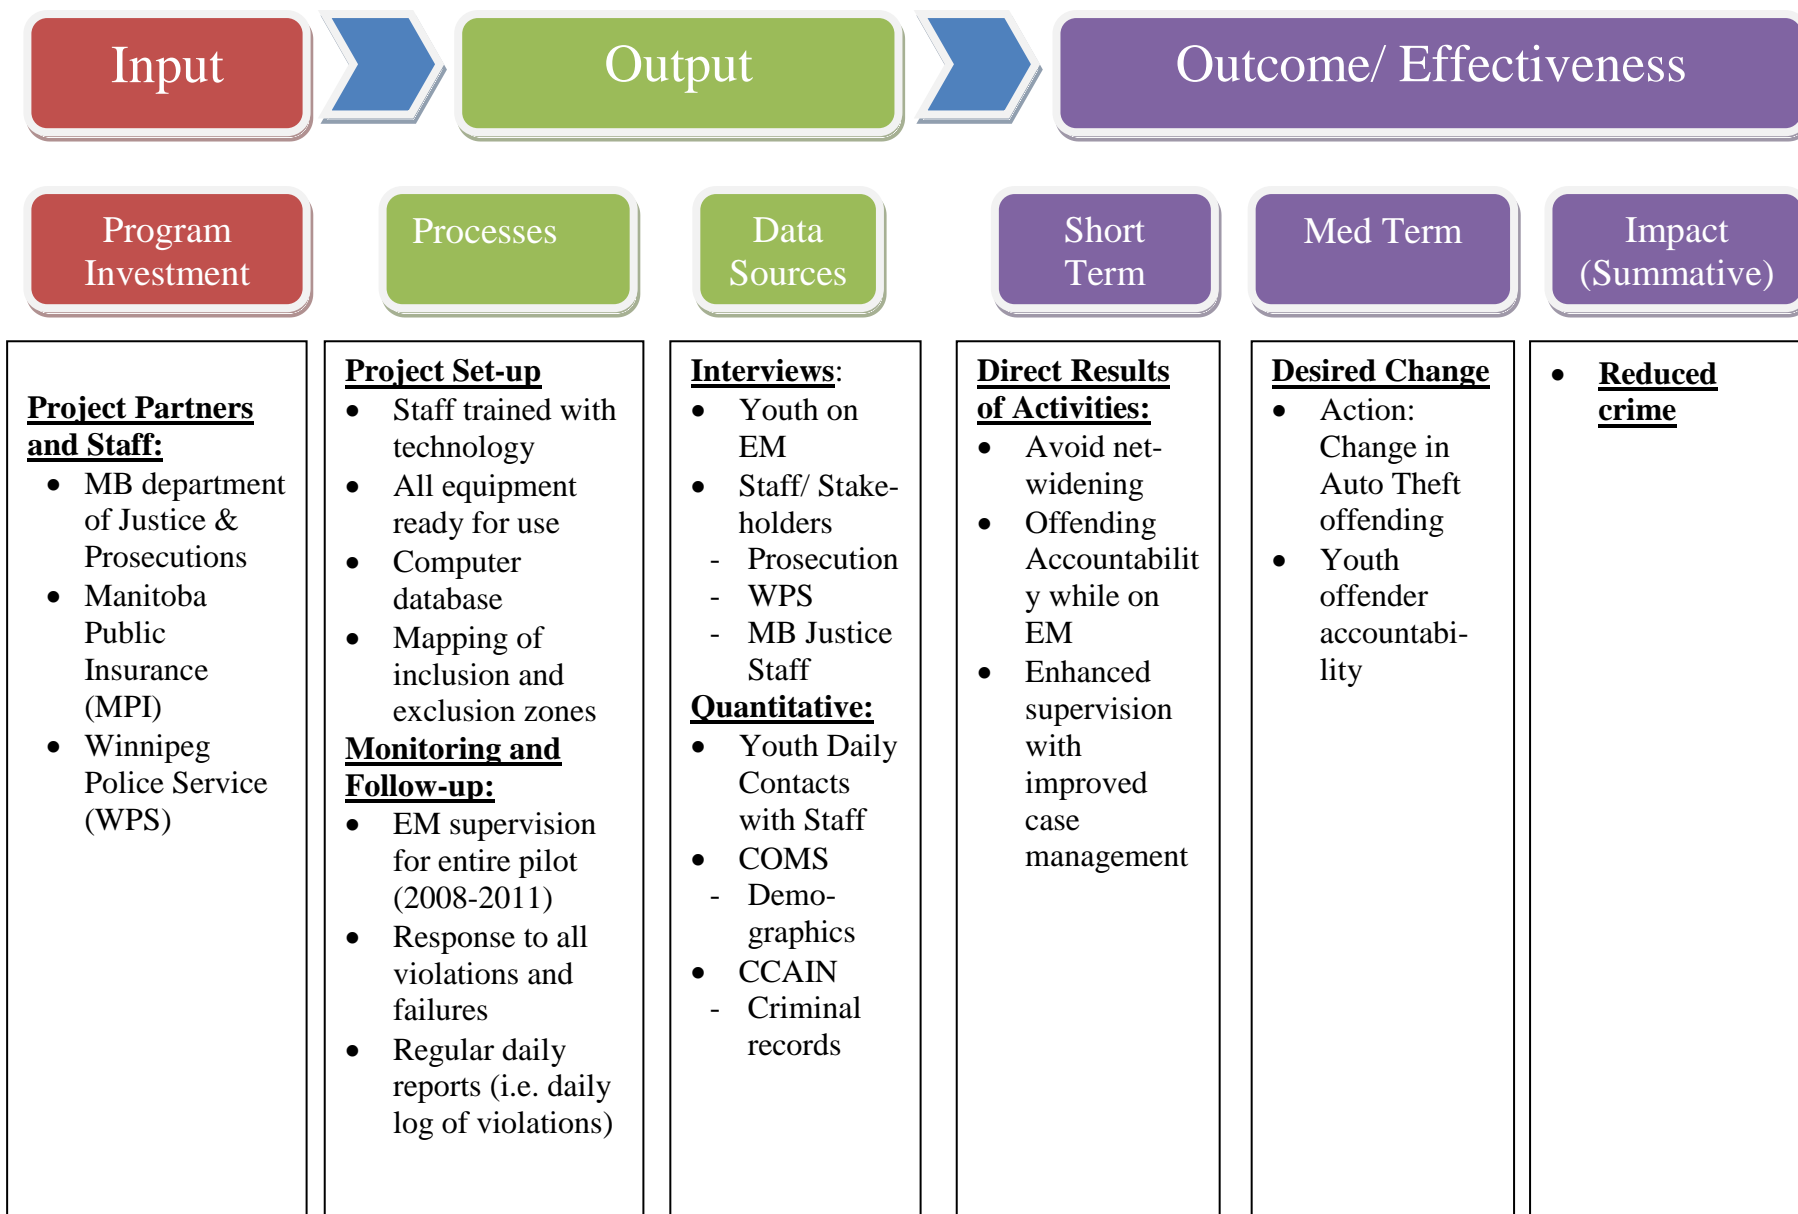 Input
Output
Outcome/ Effectiveness
Program
Investment
Processes
Data
Sources
Short
Term
Med Term
Impact
(Summative)
Project Partners
and Staff:
• MB department
of Justice &
Prosecutions
• Manitoba
Public
Insurance
(MPI)
• Winnipeg
Police Service
(WPS)
Project Set-up
• Staff trained with
technology
• All equipment
ready for use
• Computer
database
• Mapping of
inclusion and
exclusion zones
Monitoring and
Follow-up:
• EM supervision
for entire pilot
(2008-2011)
• Response to all
violations and
failures
• Regular daily
reports (i.e. daily
log of violations)
Interviews:
• Youth on
EM
• Staff/ Stake-
holders
- Prosecution
- WPS
- MB Justice
Staff
Quantitative:
• Youth Daily
Contacts
with Staff
• COMS
- Demo-
graphics
• CCAIN
- Criminal
records
Direct Results
of Activities:
• Avoid net-
widening
• Offending
Accountabilit
y while on
EM
• Enhanced
supervision
with
improved
case
management
Desired Change
• Action:
Change in
Auto Theft
offending
• Youth
offender
accountabi-
lity
• Reduced
crime